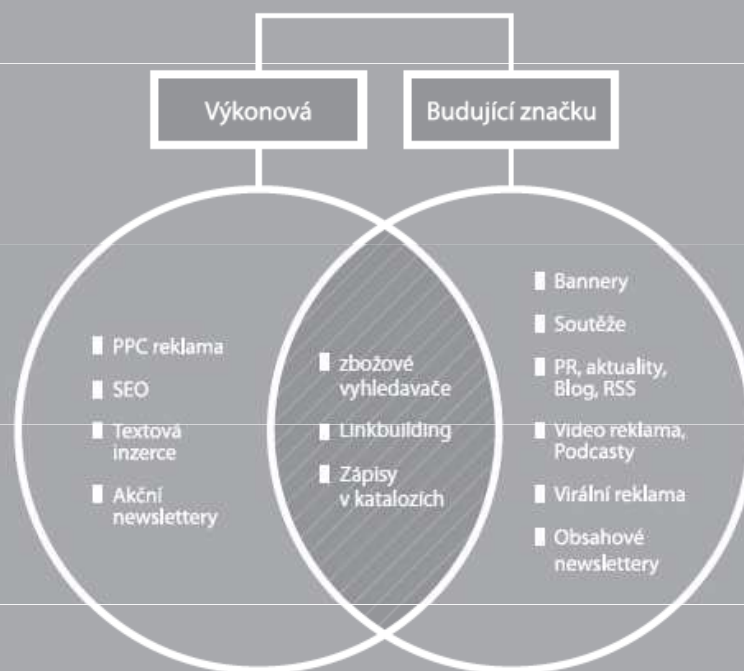 Výkonová
Budující značku
PPC reklama
SEO
Textová
inzerce
Akční
newslettery
zbožové
vyhledavače
Linkbuilding
Zápisy
v katalozích
Bannery
Soutěže
PR, aktuality,
Blog, RSS
Video reklama,
Podcasty
Virální reklama
Obsahové
newslettery